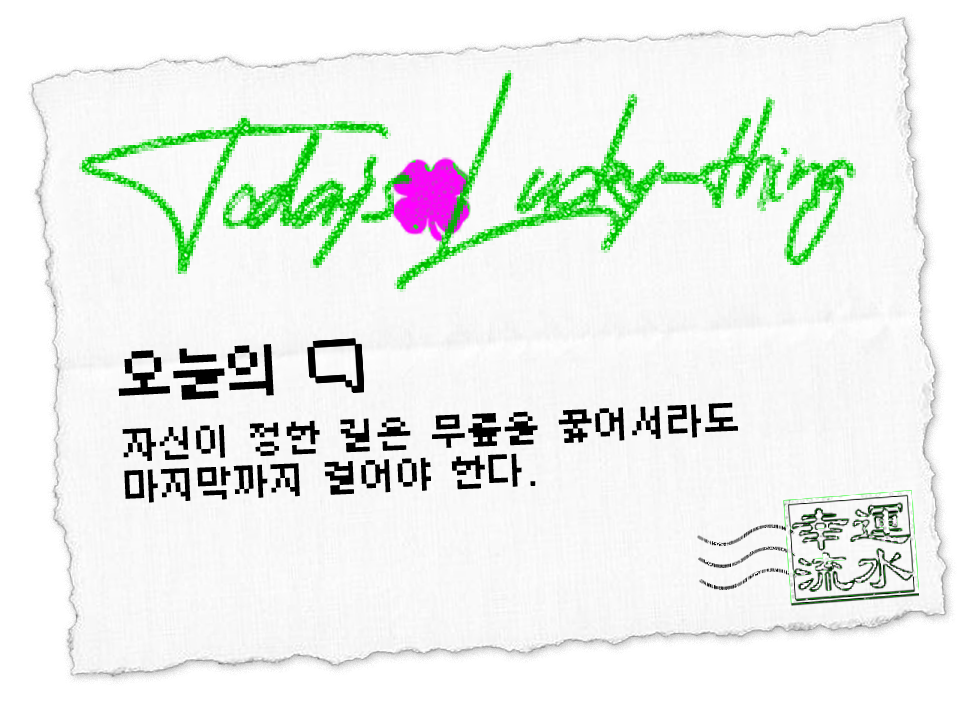 Today's Lucky-thing
오늘의
자신이 정한 길은 무릎을 꿇어서라도
마지막까지 걸어야 한다.
幸運
流水